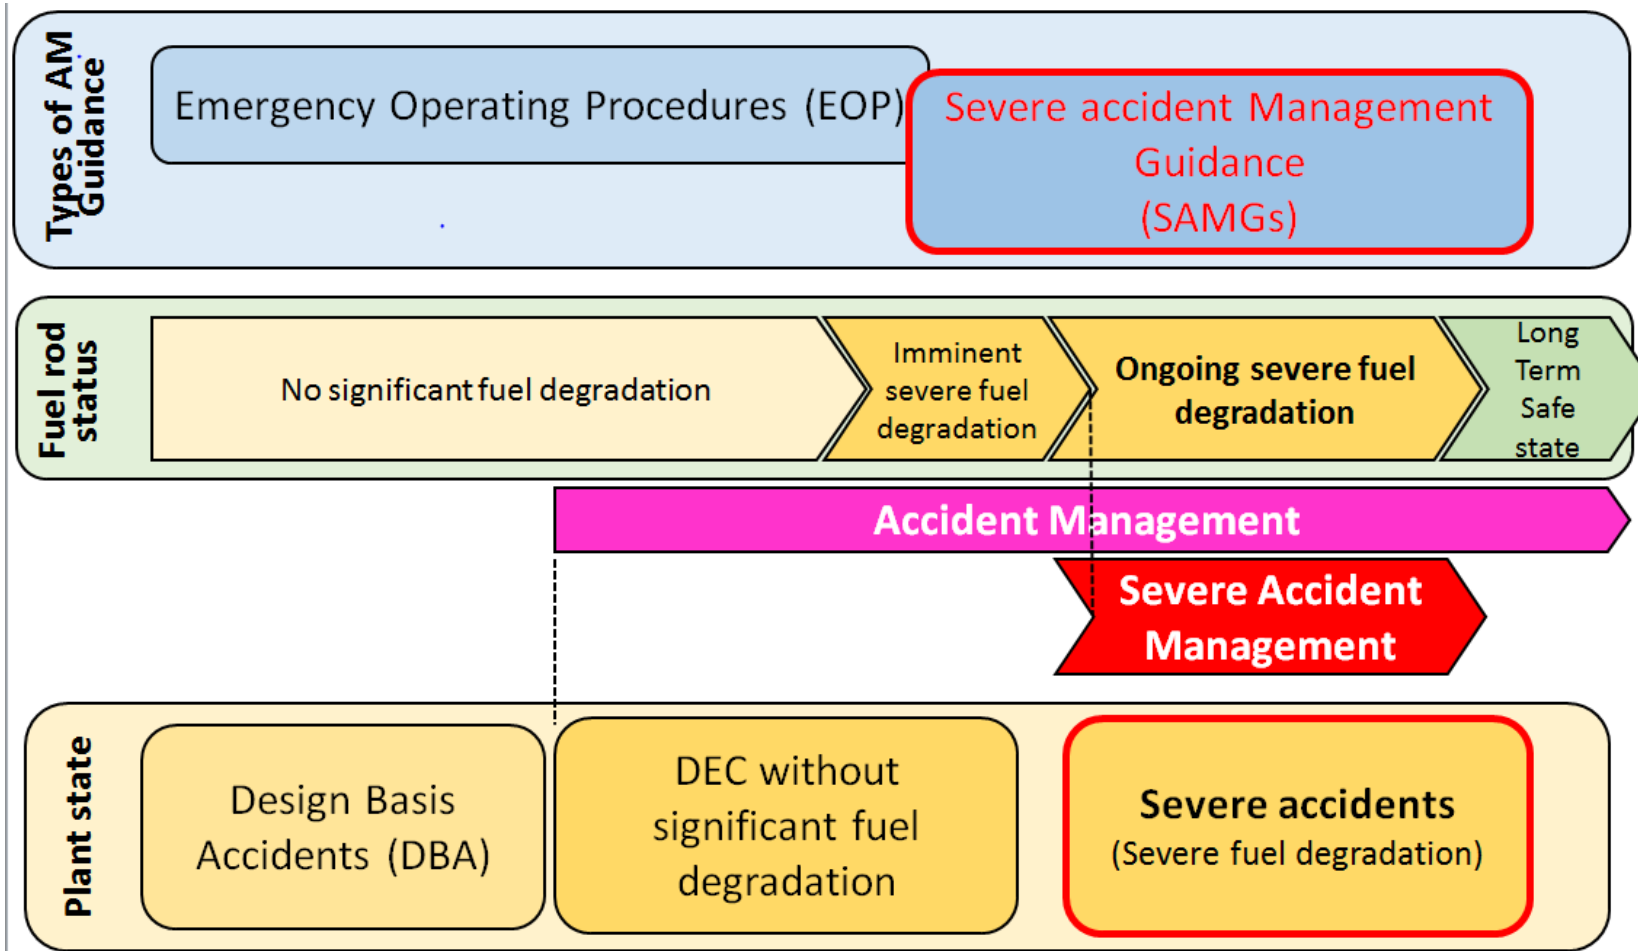 Types of AM
Guidance
Emergency Operating Procedures (EOP)
Severe accident Management
Guidance
(SAMGs)
Fuel rod
status
No significant fuel degradation
Imminent
severe fuel
degradation
Ongoing severe fuel
degradation
Long
Term
Safe
state
Accident Management
Severe Accident
Management
Plant state
Design Basis
Accidents (DBA)
DEC without
significant fuel
degradation
Severe accidents
(Severe fuel degradation)